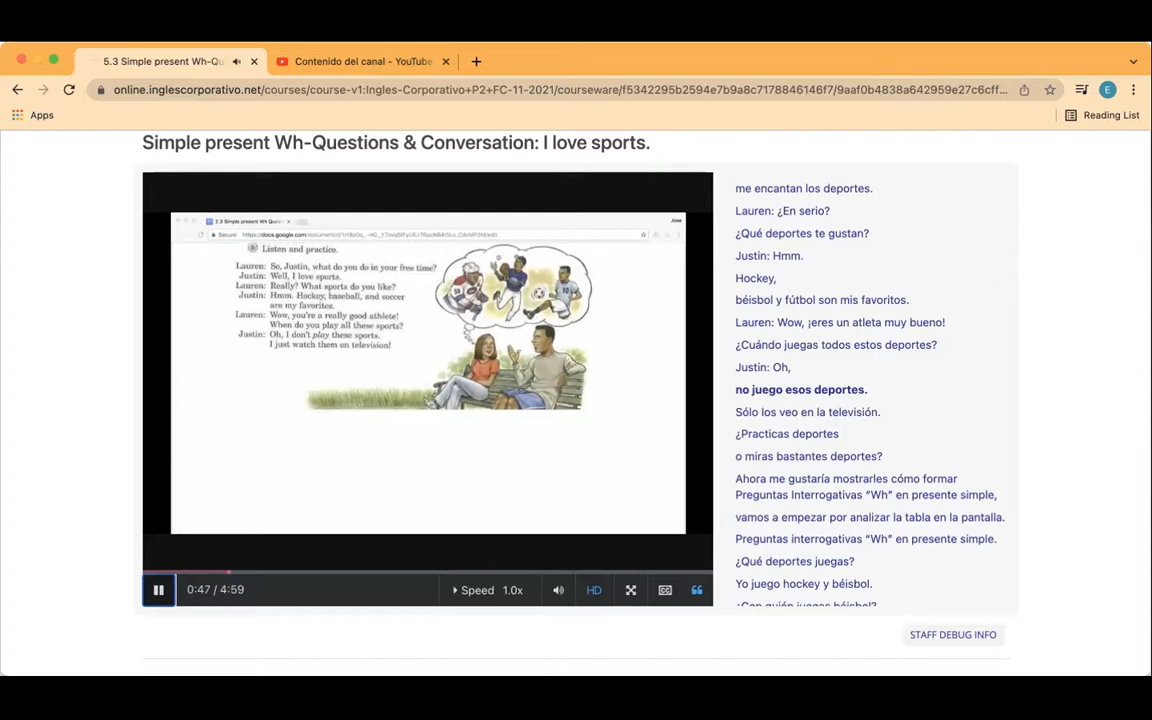 5.3 Simple present Wh-Qu
Contenido del canal - YouTube
online.inglescorporativo.net/courses/course-v1:Ingles-Corporativo+P2+FC-11-2021/courseware/f5342295b2594e7b9a8c7178846146f7/9aaf0b4838a642959e27c6cff...
E
Apps
Reading List
Simple present Wh-Questions & Conversation: I love sports.
Listen and practice.
Lauren: So, Justin, what do you do in your free time?
Justin: Well, I love sports.
Lauren: Really? What sports do you like?
Justin: Hmm. Hockey, baseball, and soccer
are my favorites.
Lauren: Wow, you're a really good athlete!
When do you play all these sports?
Justin: Oh, I don't play these sports.
I just watch them on television!
me encantan los deportes.
Lauren: ¿En serio?
¿Qué deportes te gustan?
Justin: Hmm.
Hockey,
béisbol y fútbol son mis favoritos.
Lauren: Wow, ¡eres un atleta muy bueno!
¿Cuándo juegas todos estos deportes?
Justin: Oh,
no juego esos deportes.
Sólo los veo en la televisión.
¿Practicas deportes
o miras bastantes deportes?
Ahora me gustaría mostrarles cómo formar
Preguntas Interrogativas “Wh” en presente simple,
vamos a empezar por analizar la tabla en la pantalla.
Preguntas interrogativas “Wh” en presente simple.
¿Qué deportes juegas?
Yo juego hockey y béisbol.
¿Con quién juegas béisbol?
0:47 / 4:59
Speed 1.0x
HD
CC
STAFF DEBUG INFO